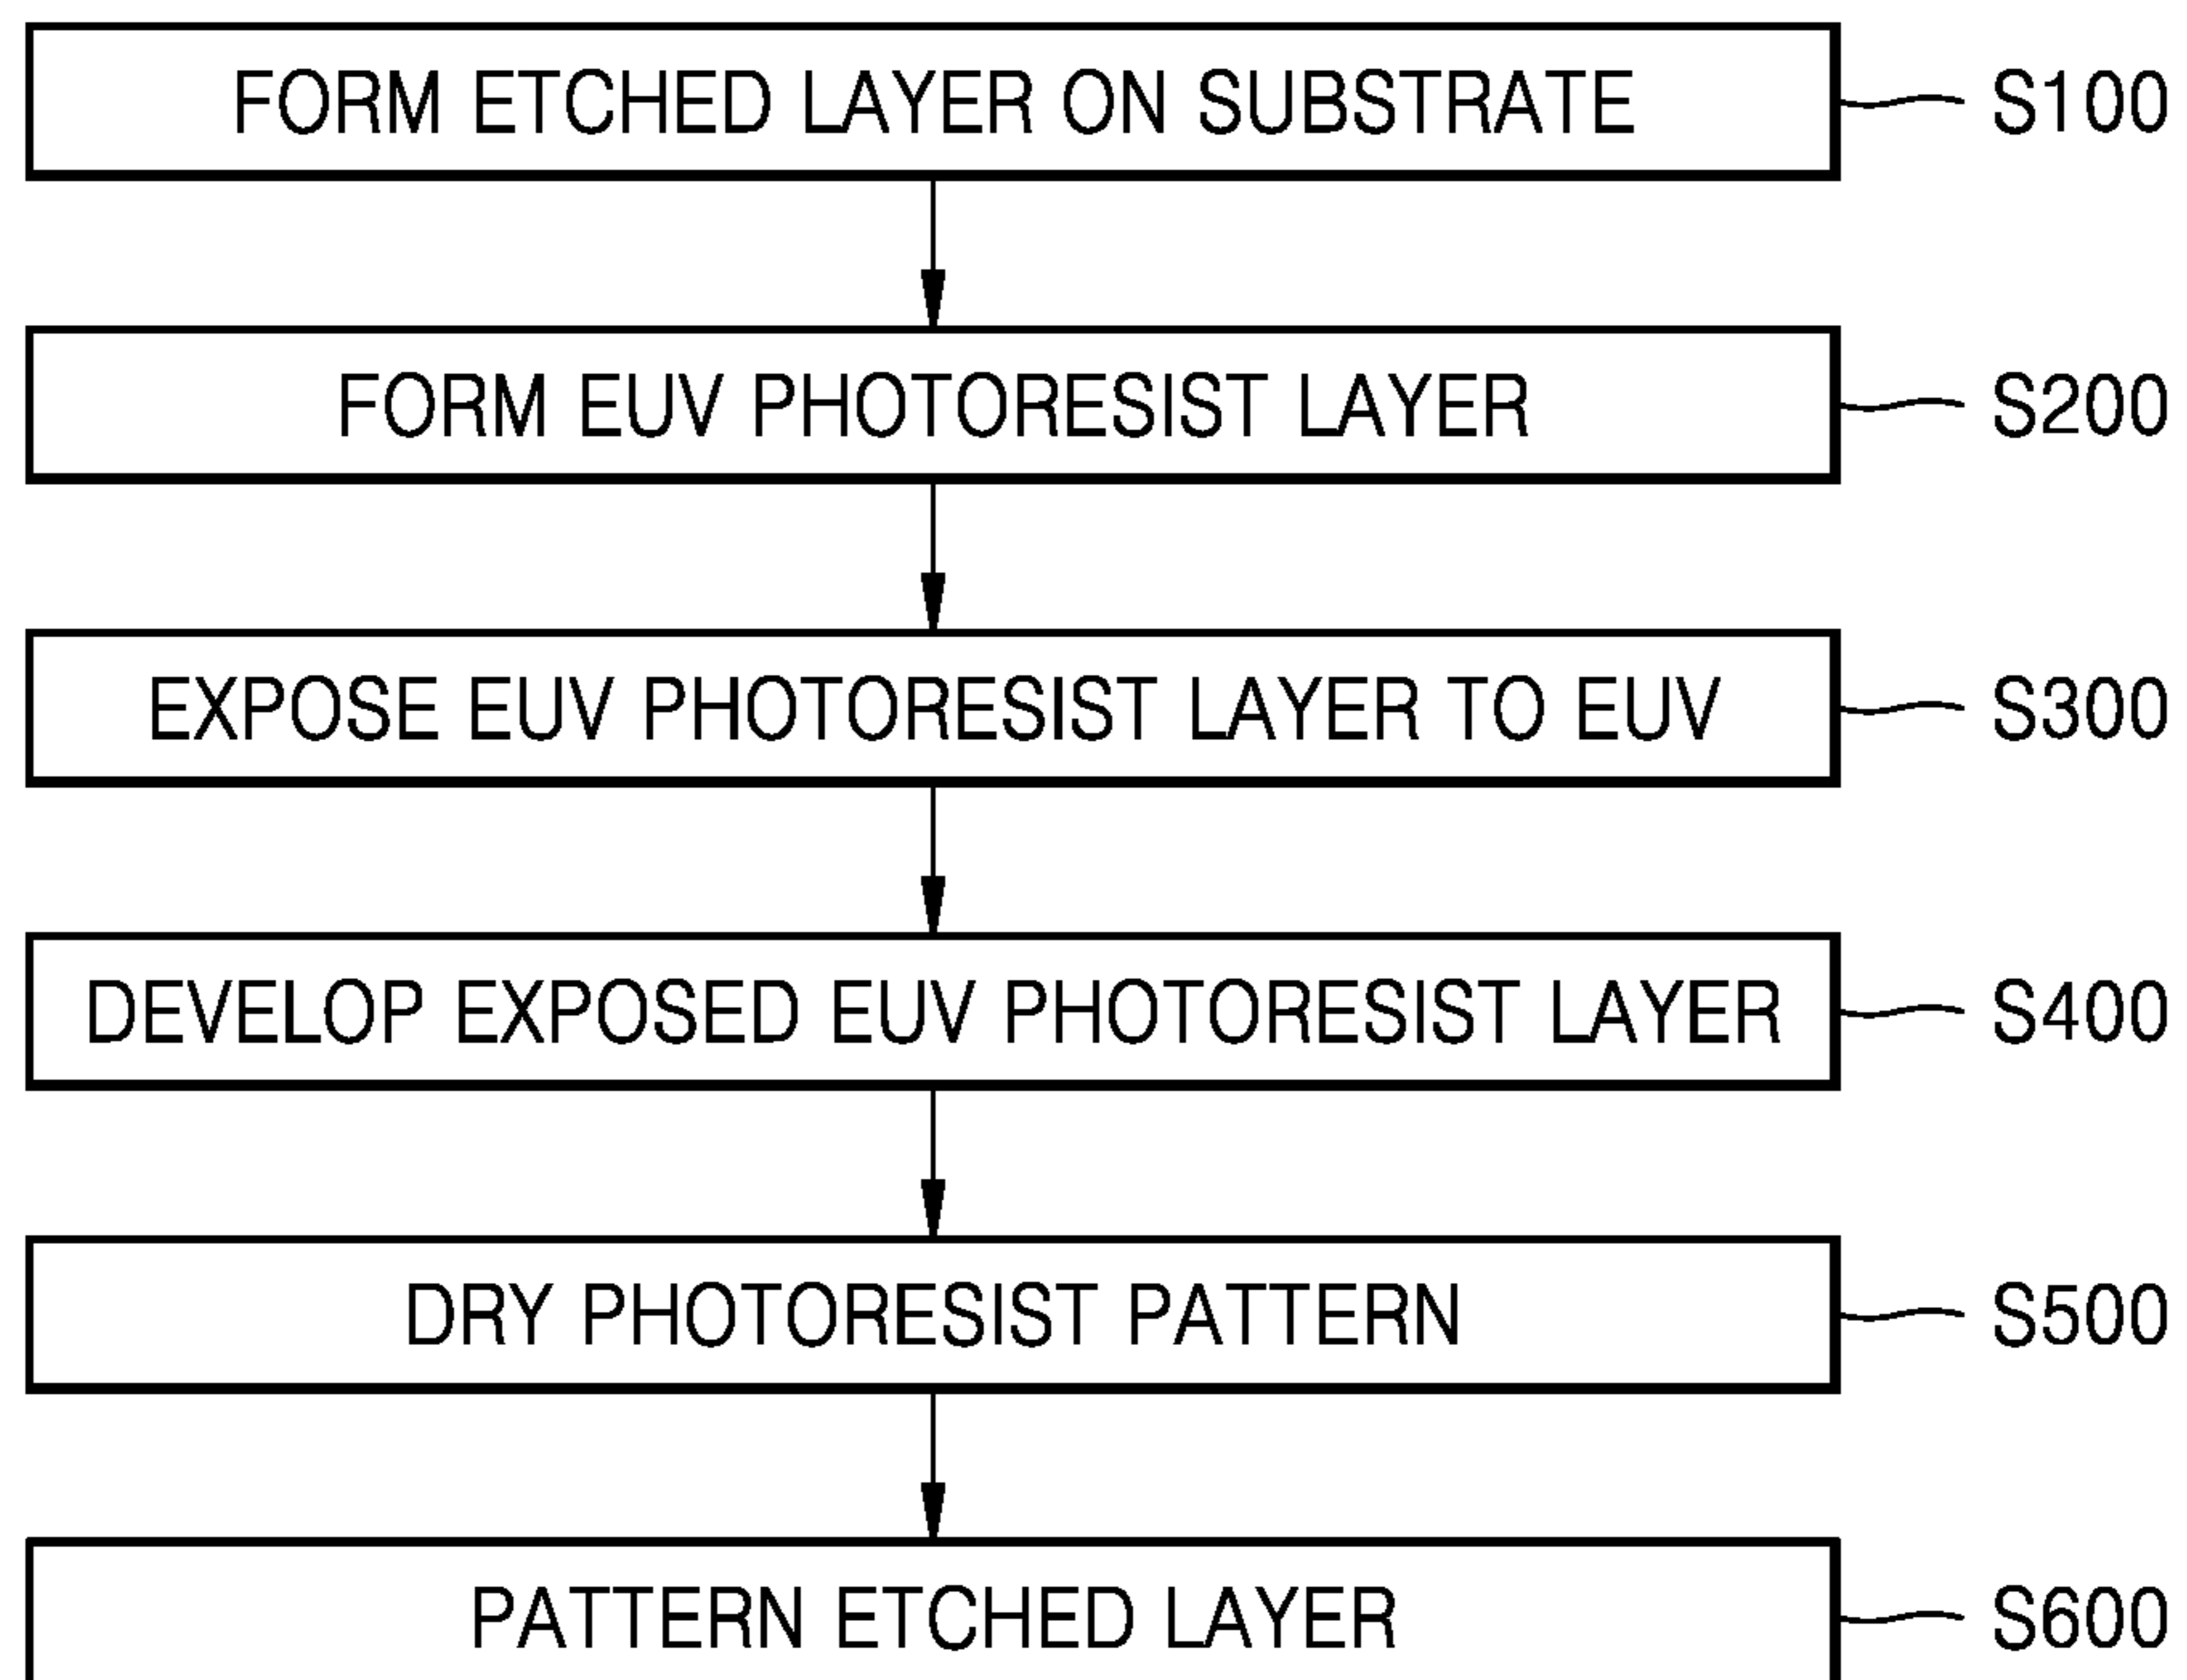 FORM ETCHED LAYER ON SUBSTRATE S100
FORM EUV PHOTORESIST LAYER S200
EXPOSE EUV PHOTORESIST LAYER TO EUV S300
DEVELOP EXPOSED EUV PHOTORESIST LAYER S400
DRY PHOTORESIST PATTERN S500
PATTERN ETCHED LAYER S600